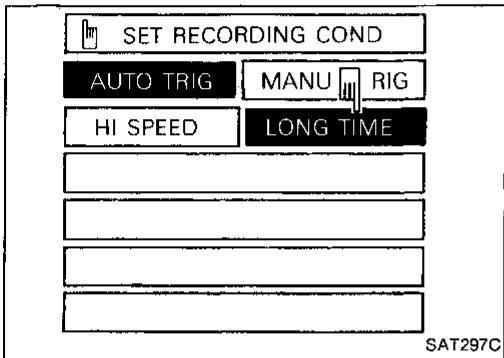 SET RECORDING COND
AUTO TRIG MANU RIG
HI SPEED LONG TIME
SAT297C